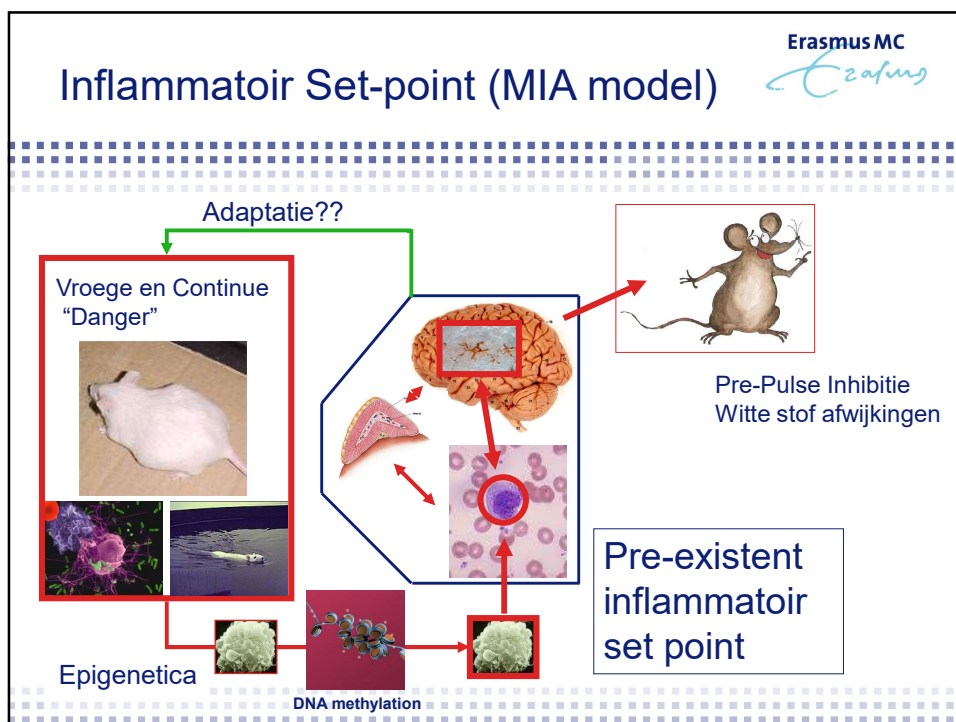 Erasmus MC
Erasmus
Inflammatoir Set-point (MIA model)
Adaptatie??
Vroege en Continue
“Danger”
Pre-Pulse Inhibitie
Witte stof afwijkingen
Pre-existent
inflammatoir
set point
Epigenetica
DNA methylation